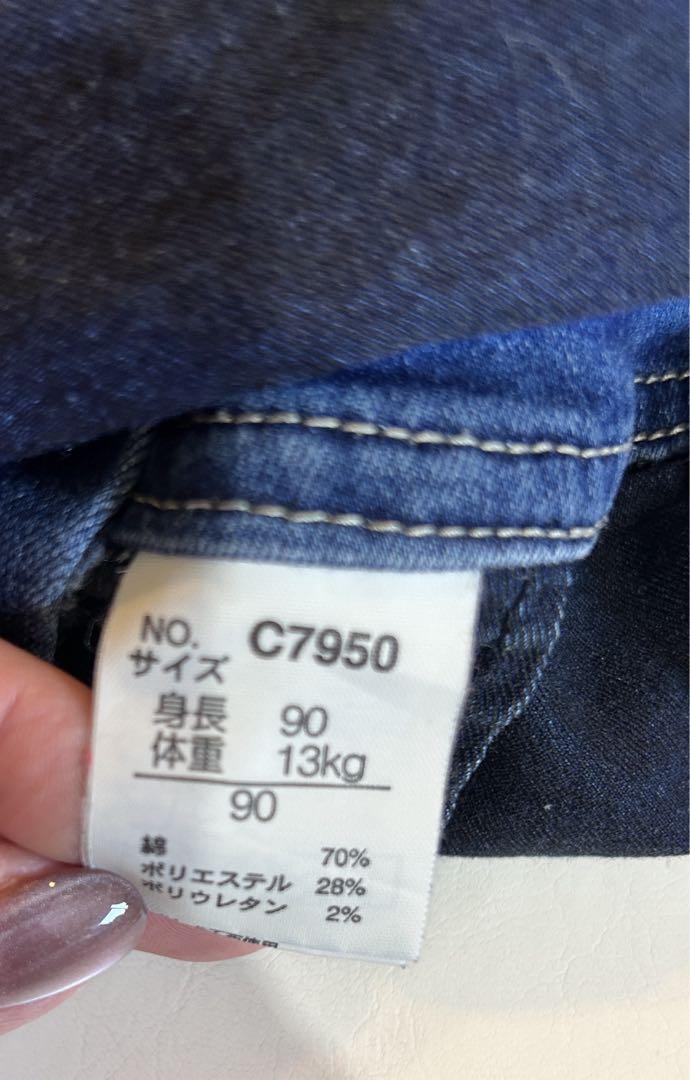 NO. C7950
サイズ
身長 90
体重 13kg
90
綿 70%
ポリエステル 28%
ポリウレタン 2%